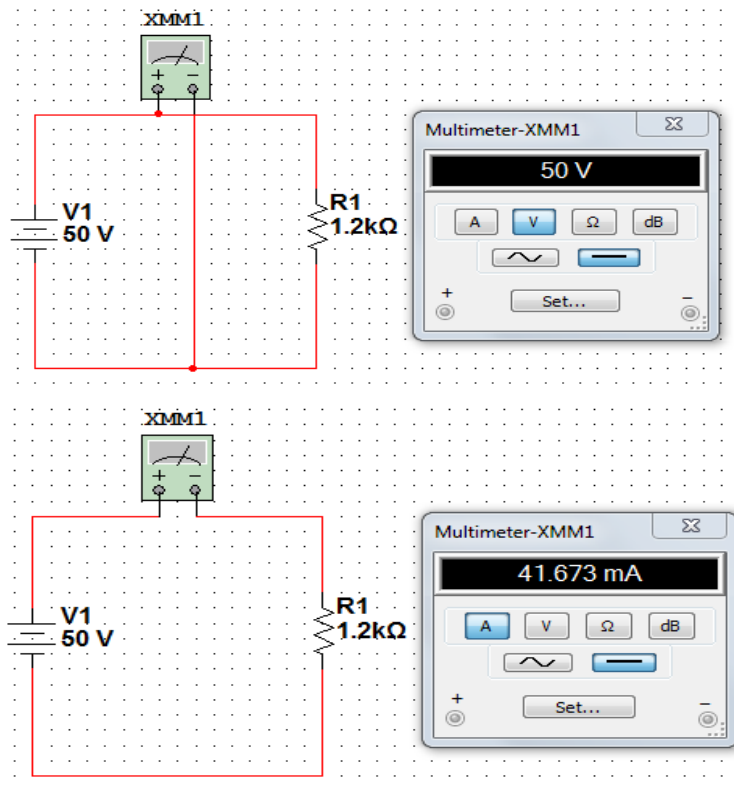 XMM1
+ −
V1
50 V
R1
1.2kΩ
Multimeter-XMM1
50 V
A V Ω dB
+ Set... −
XMM1
+ −
V1
50 V
R1
1.2kΩ
Multimeter-XMM1
41.673 mA
A V Ω dB
+ Set... −